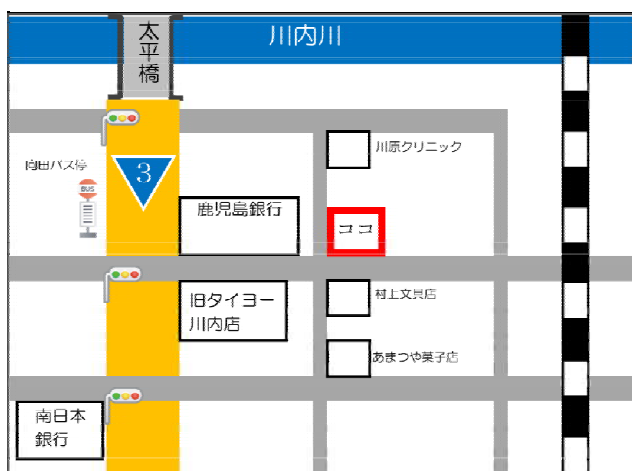 太平橋
川内川
川原クリニック
向田バス停
3
BUS
鹿児島銀行
ココ
旧タイヨー
川内店
村上文具店
あまつや菓子店
南日本
銀行